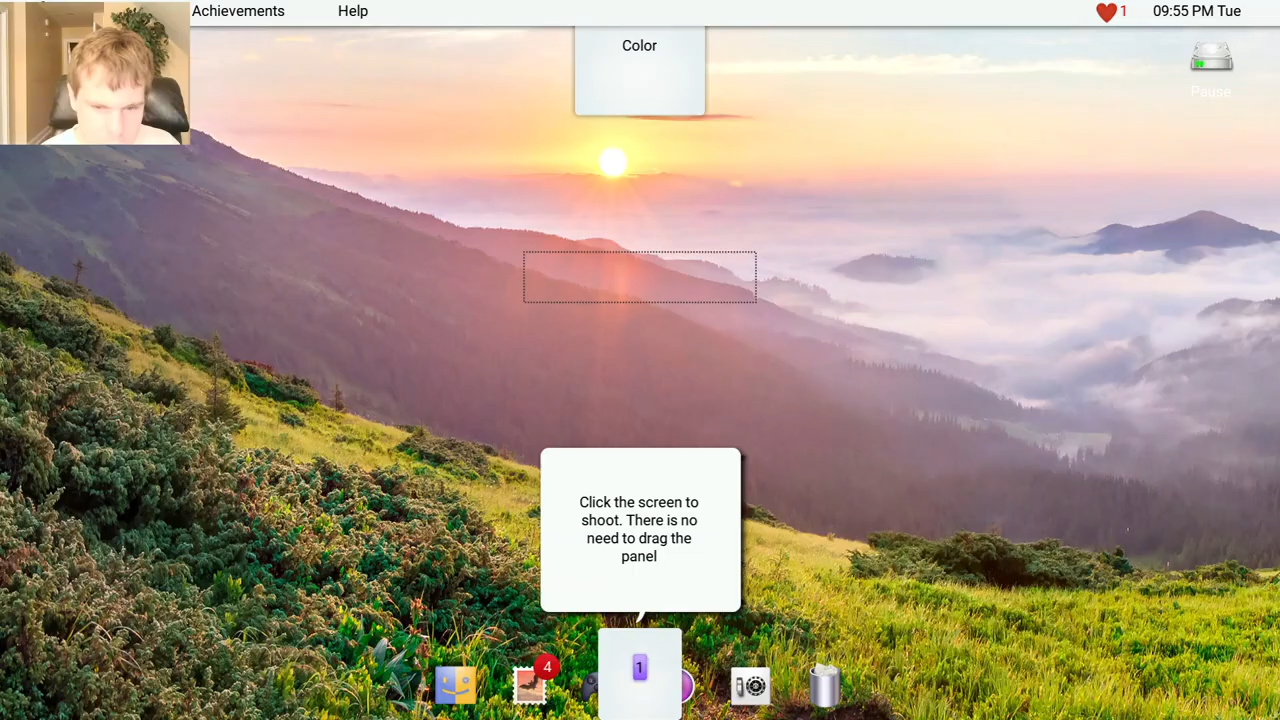 Achievements Help 1 09:55 PM Tue
Color
Pause
Click the screen to
shoot. There is no
need to drag the
panel
4
1